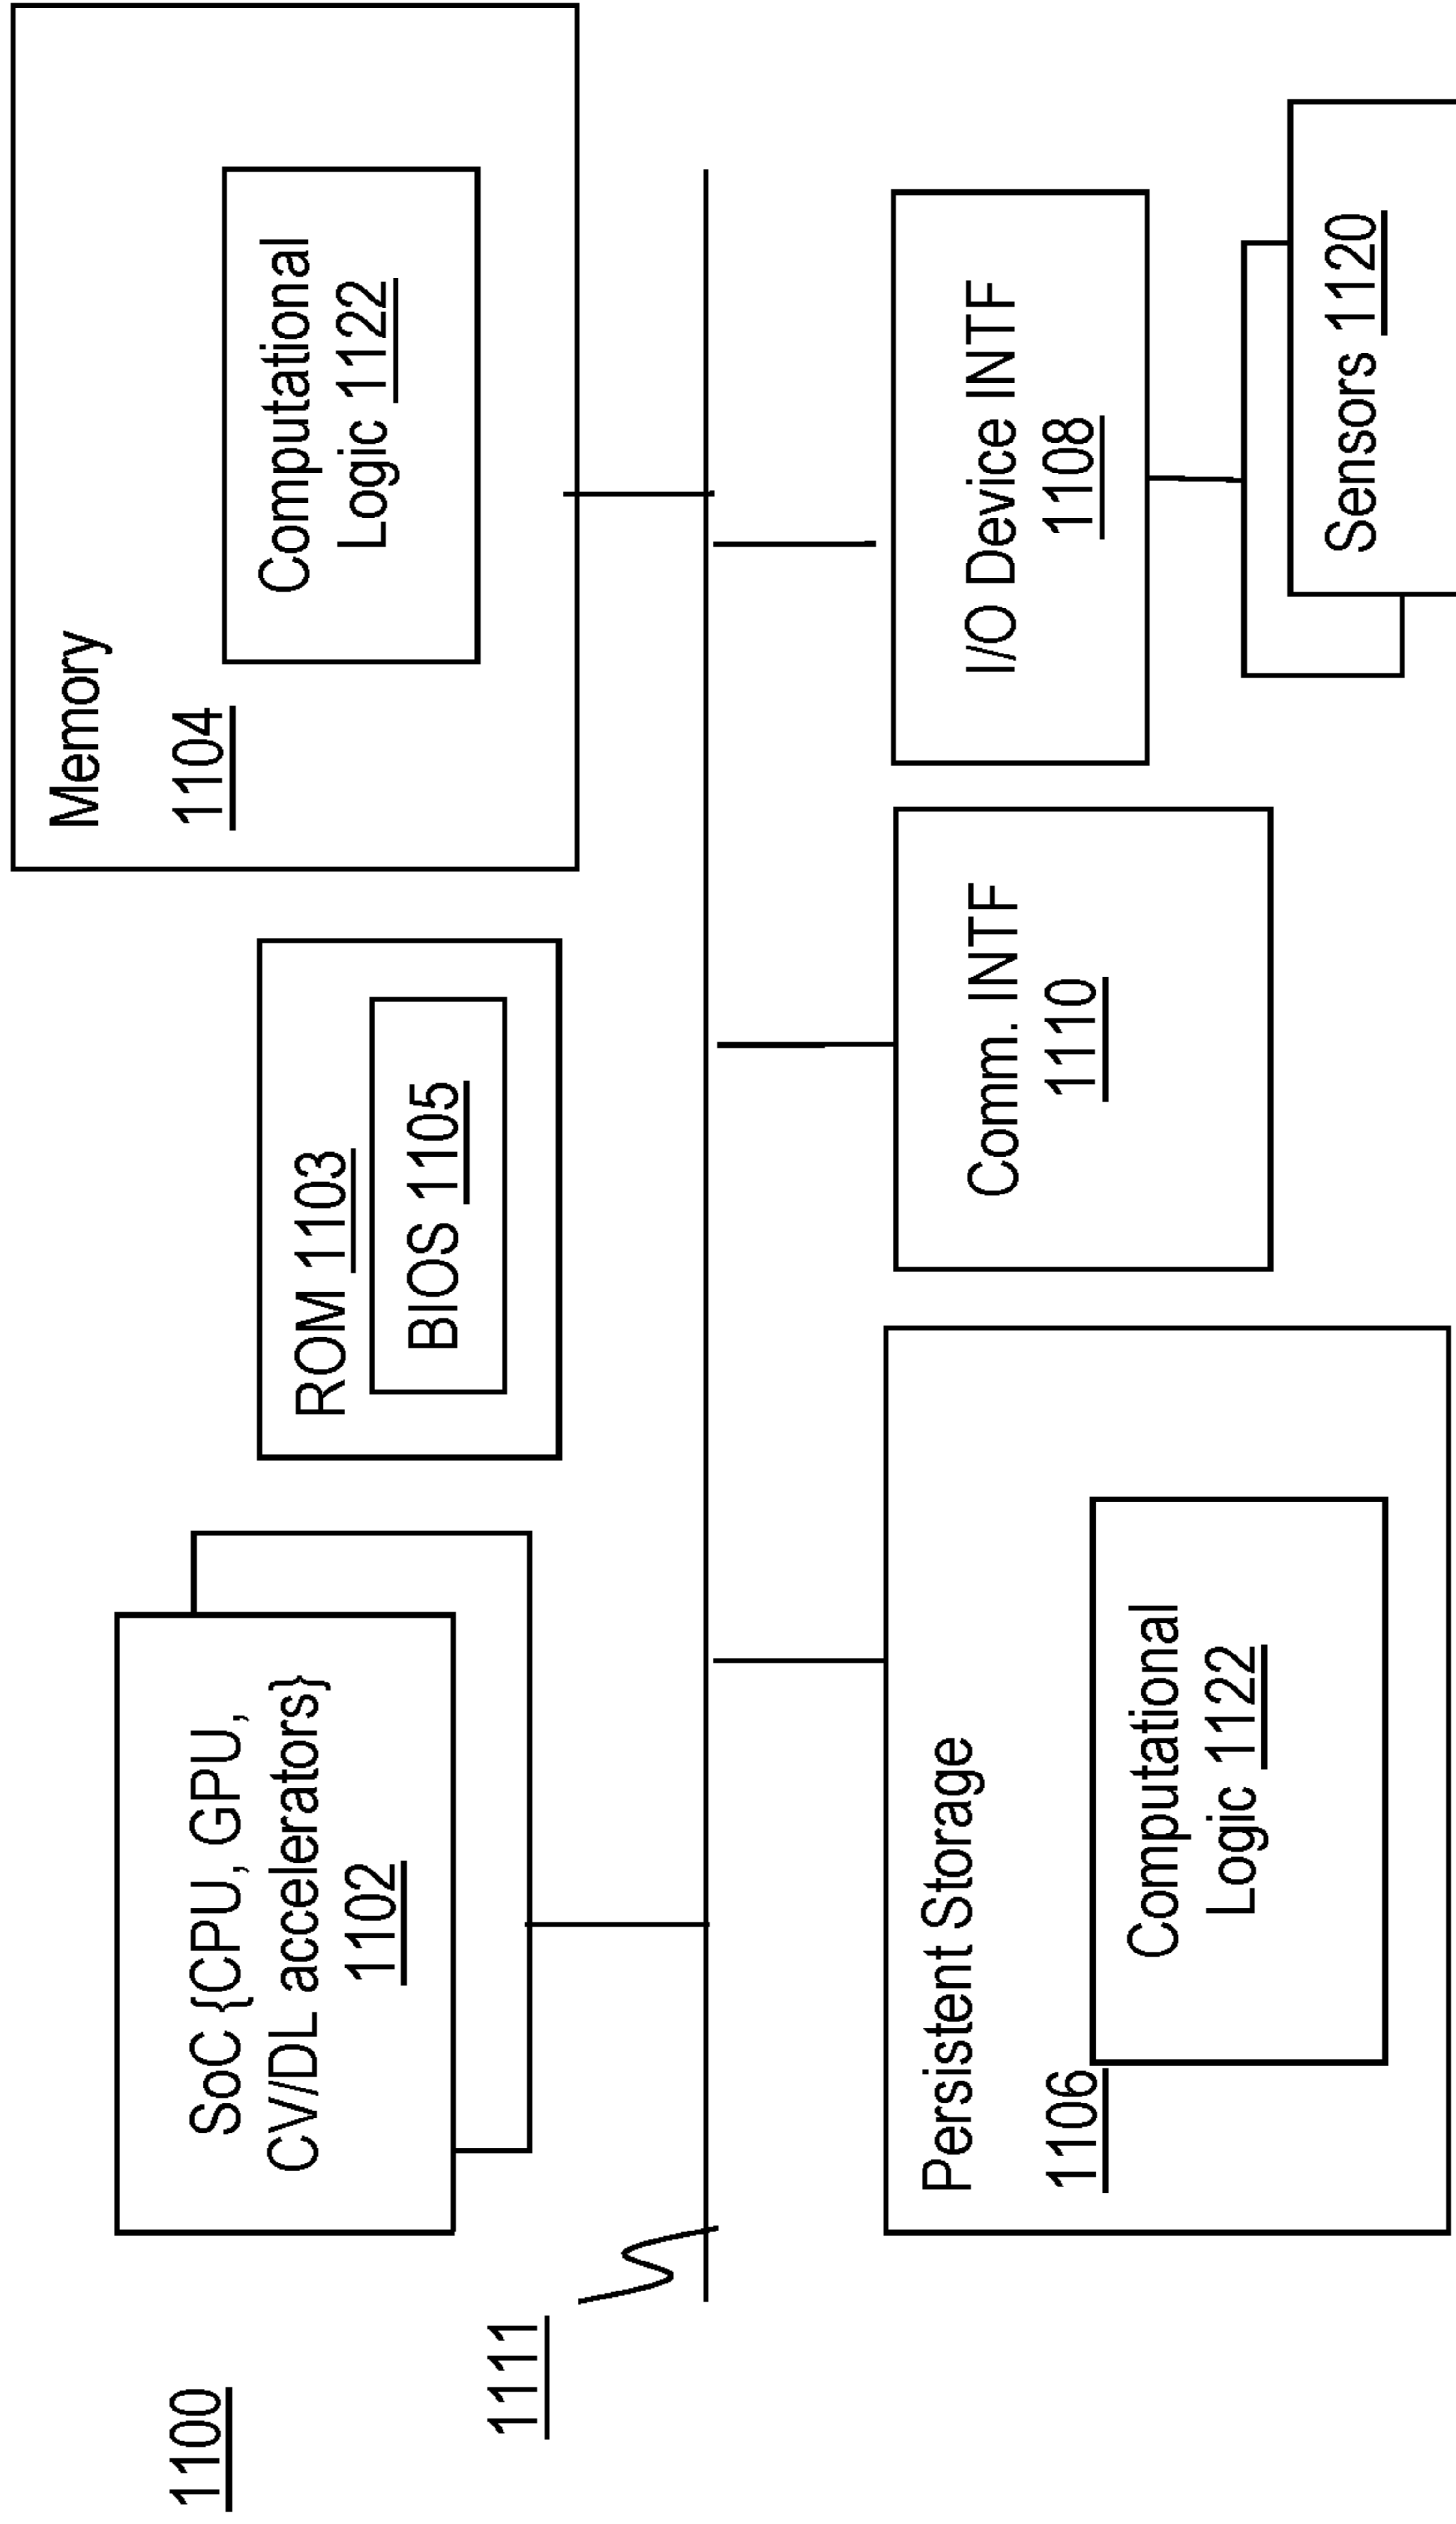 1100
1111
SoC {CPU, GPU,
CV/DL accelerators}
1102
ROM 1103
BIOS 1105
Memory
1104
Computational
Logic 1122
Persistent Storage
1106
Computational
Logic 1122
Comm. INTF
1110
I/O Device INTF
1108
Sensors 1120